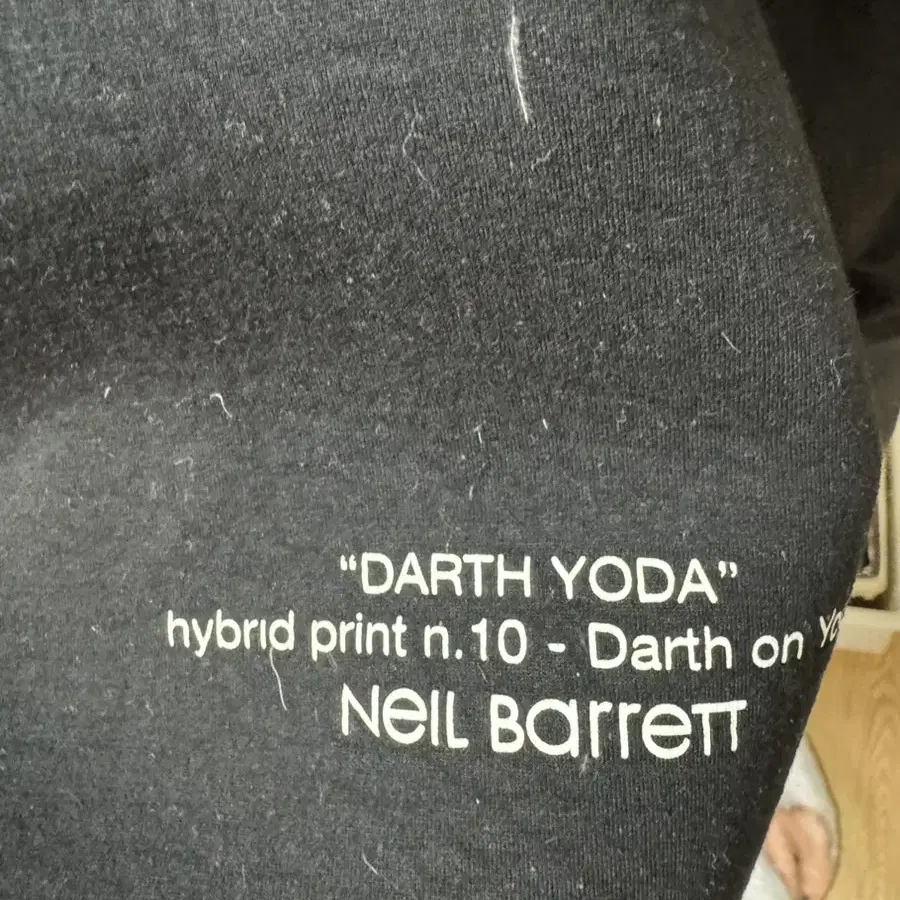 “DARTH YODA”
hybrid print n.10 - Darth on
Neil Barrett